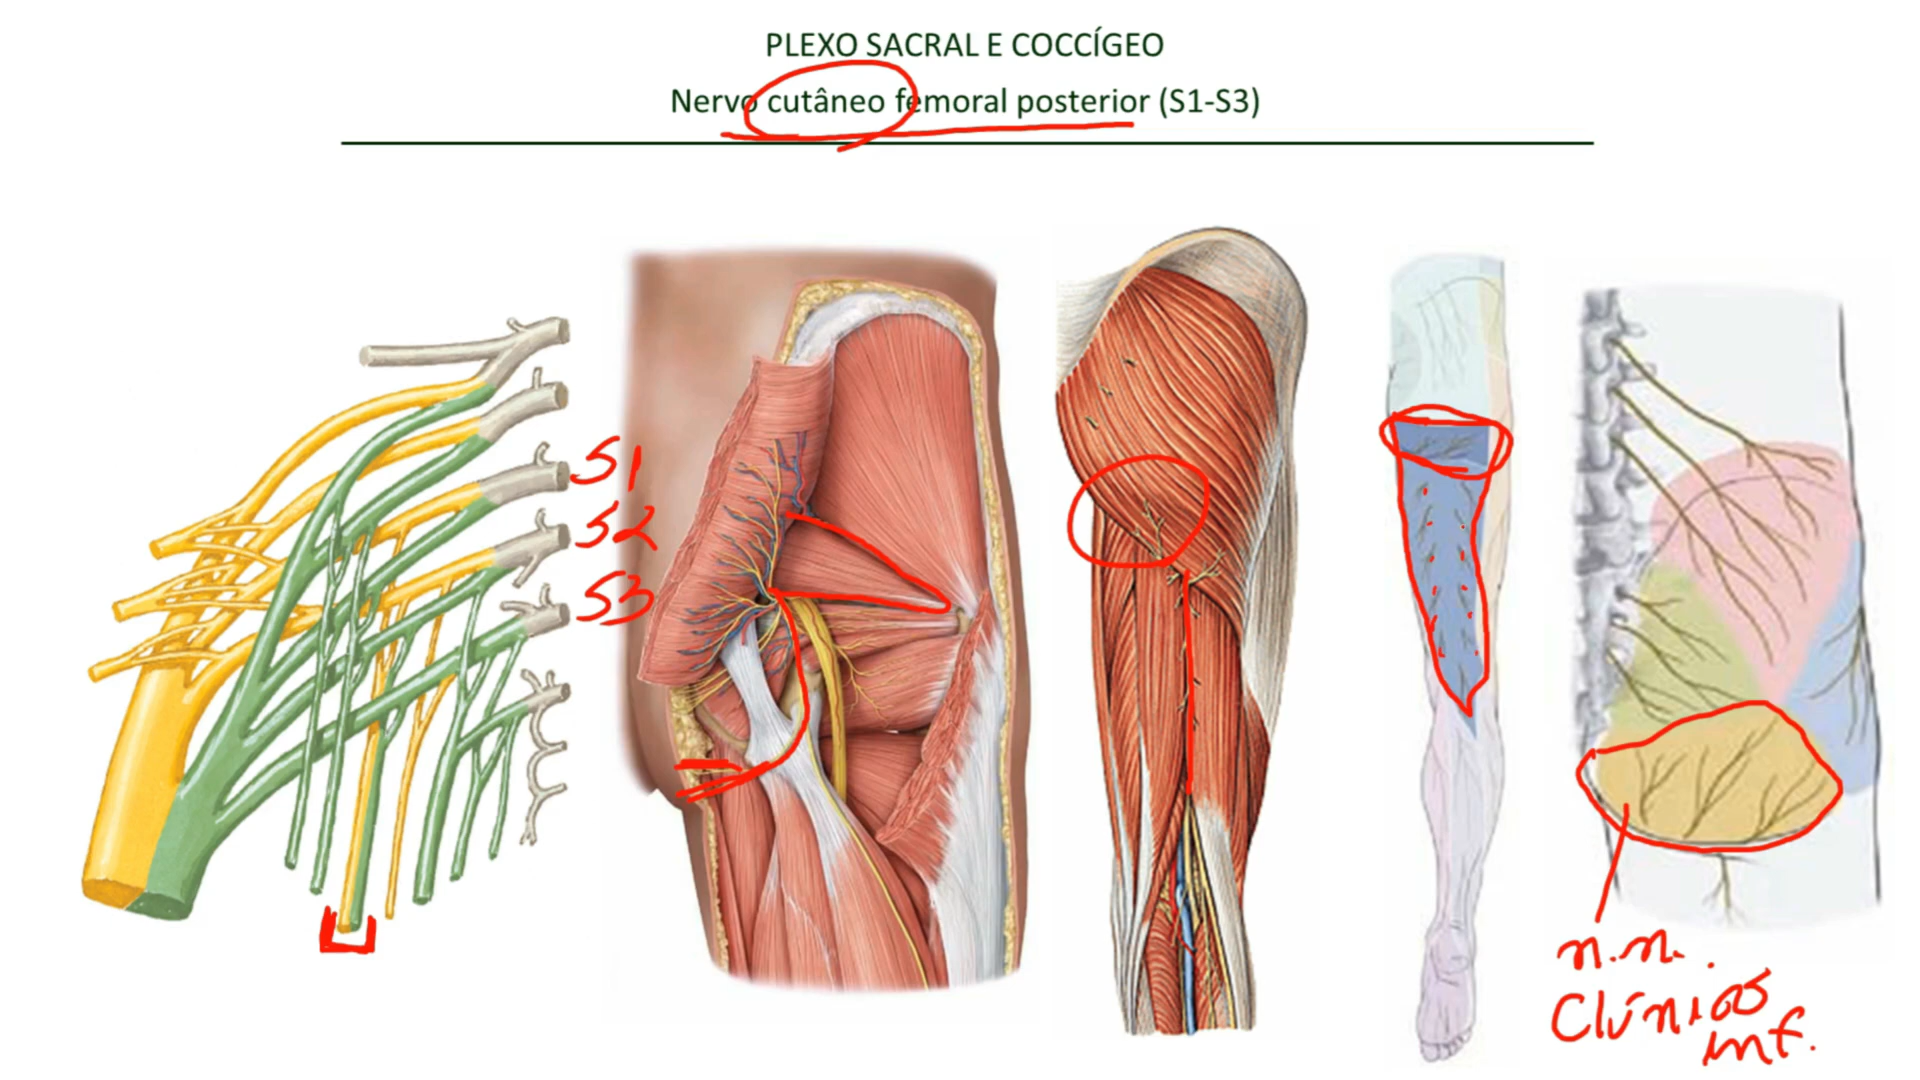 PLEXO SACRAL E COCCÍGEO
Nervo cutâneo femoral posterior (S1-S3)
S1
S2
S3
n.n.
Clúnios
inf.